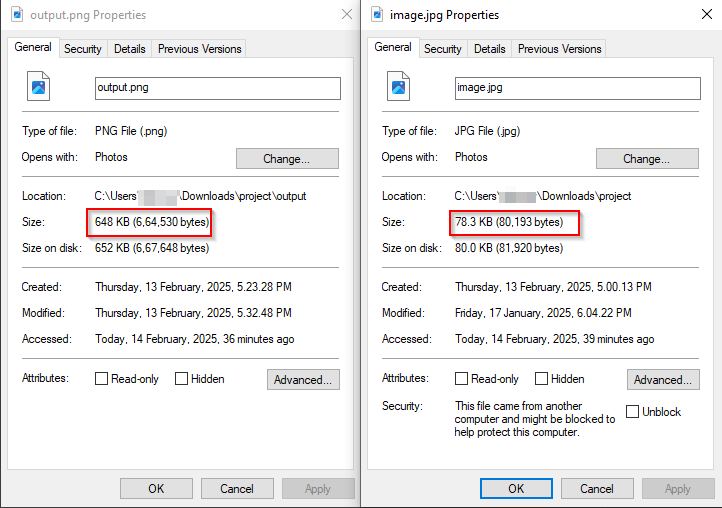 output.png Properties
General Security Details Previous Versions
output.png
Type of file: PNG File (.png)
Opens with: Photos Change...
Location: C:\Users\ \Downloads\project\output
Size: 648 KB (6,64,530 bytes)
Size on disk: 652 KB (6,67,648 bytes)
Created: Thursday, 13 February, 2025, 5.23.28 PM
Modified: Thursday, 13 February, 2025, 5.32.48 PM
Accessed: Today, 14 February, 2025, 36 minutes ago
Attributes: Read-only Hidden Advanced...
OK Cancel Apply
image.jpg Properties
General Security Details Previous Versions
image.jpg
Type of file: JPG File (.jpg)
Opens with: Photos Change...
Location: C:\Users\ \Downloads\project
Size: 78.3 KB (80,193 bytes)
Size on disk: 80.0 KB (81,920 bytes)
Created: Thursday, 13 February, 2025, 5.00.13 PM
Modified: Friday, 17 January, 2025, 6.04.22 PM
Accessed: Today, 14 February, 2025, 39 minutes ago
Attributes: Read-only Hidden Advanced...
Security: This file came from another
computer and might be blocked to
help protect this computer.
Unblock
OK Cancel Apply